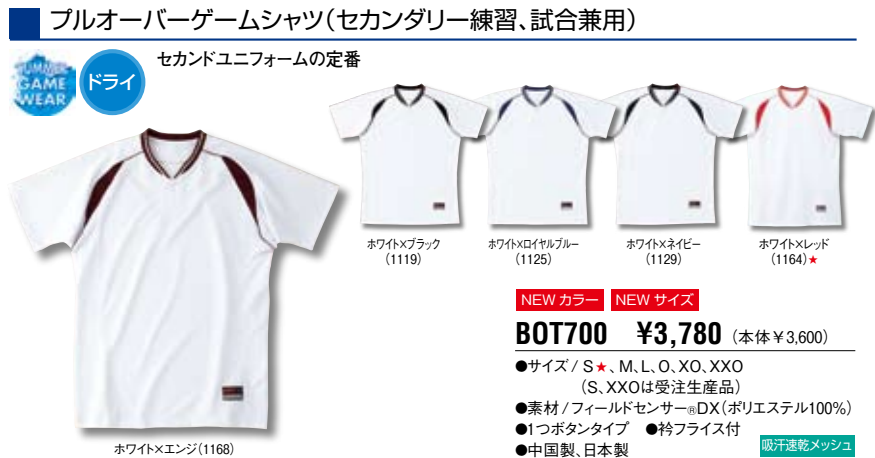 プルオーバーゲームシャツ（セカンダリー練習、試合兼用）
SUMMER
GAME
WEAR
ドライ
セカンドユニフォームの定番
ホワイト×ブラック
（1119）
ホワイト×ロイヤルブルー
（1125）
ホワイト×ネイビー
（1129）
ホワイト×レッド
（1164）★
ホワイト×エンジ（1168）
NEW カラー NEW サイズ
BOT700 ¥3,780（本体￥3,600）
●サイズ / S★、M、L、O、XO、XXO
（S、XXOは受注生産品）
●素材 / フィールドセンサー®DX（ポリエステル100%）
●1つボタンタイプ ●衿フライス付
●中国製、日本製
吸汗速乾メッシュ